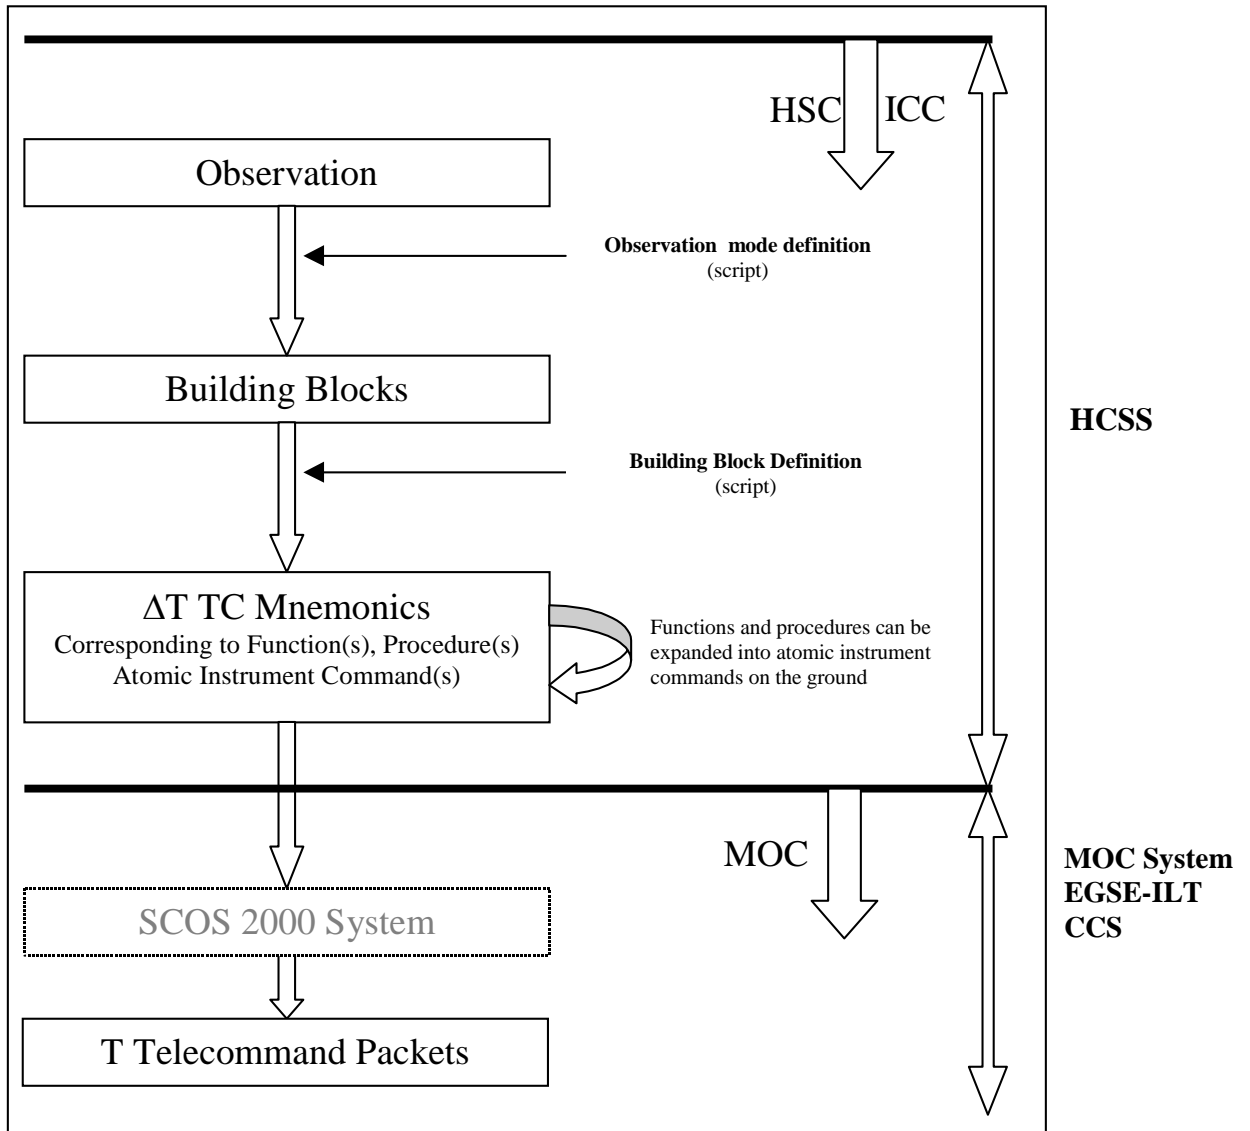 HSC ICC
Observation
Observation mode definition
(script)
Building Blocks
HCSS
Building Block Definition
(script)
ΔT TC Mnemonics
Corresponding to Function(s), Procedure(s)
Atomic Instrument Command(s)
Functions and procedures can be
expanded into atomic instrument
commands on the ground
MOC
MOC System
EGSE-ILT
CCS
SCOS 2000 System
T Telecommand Packets